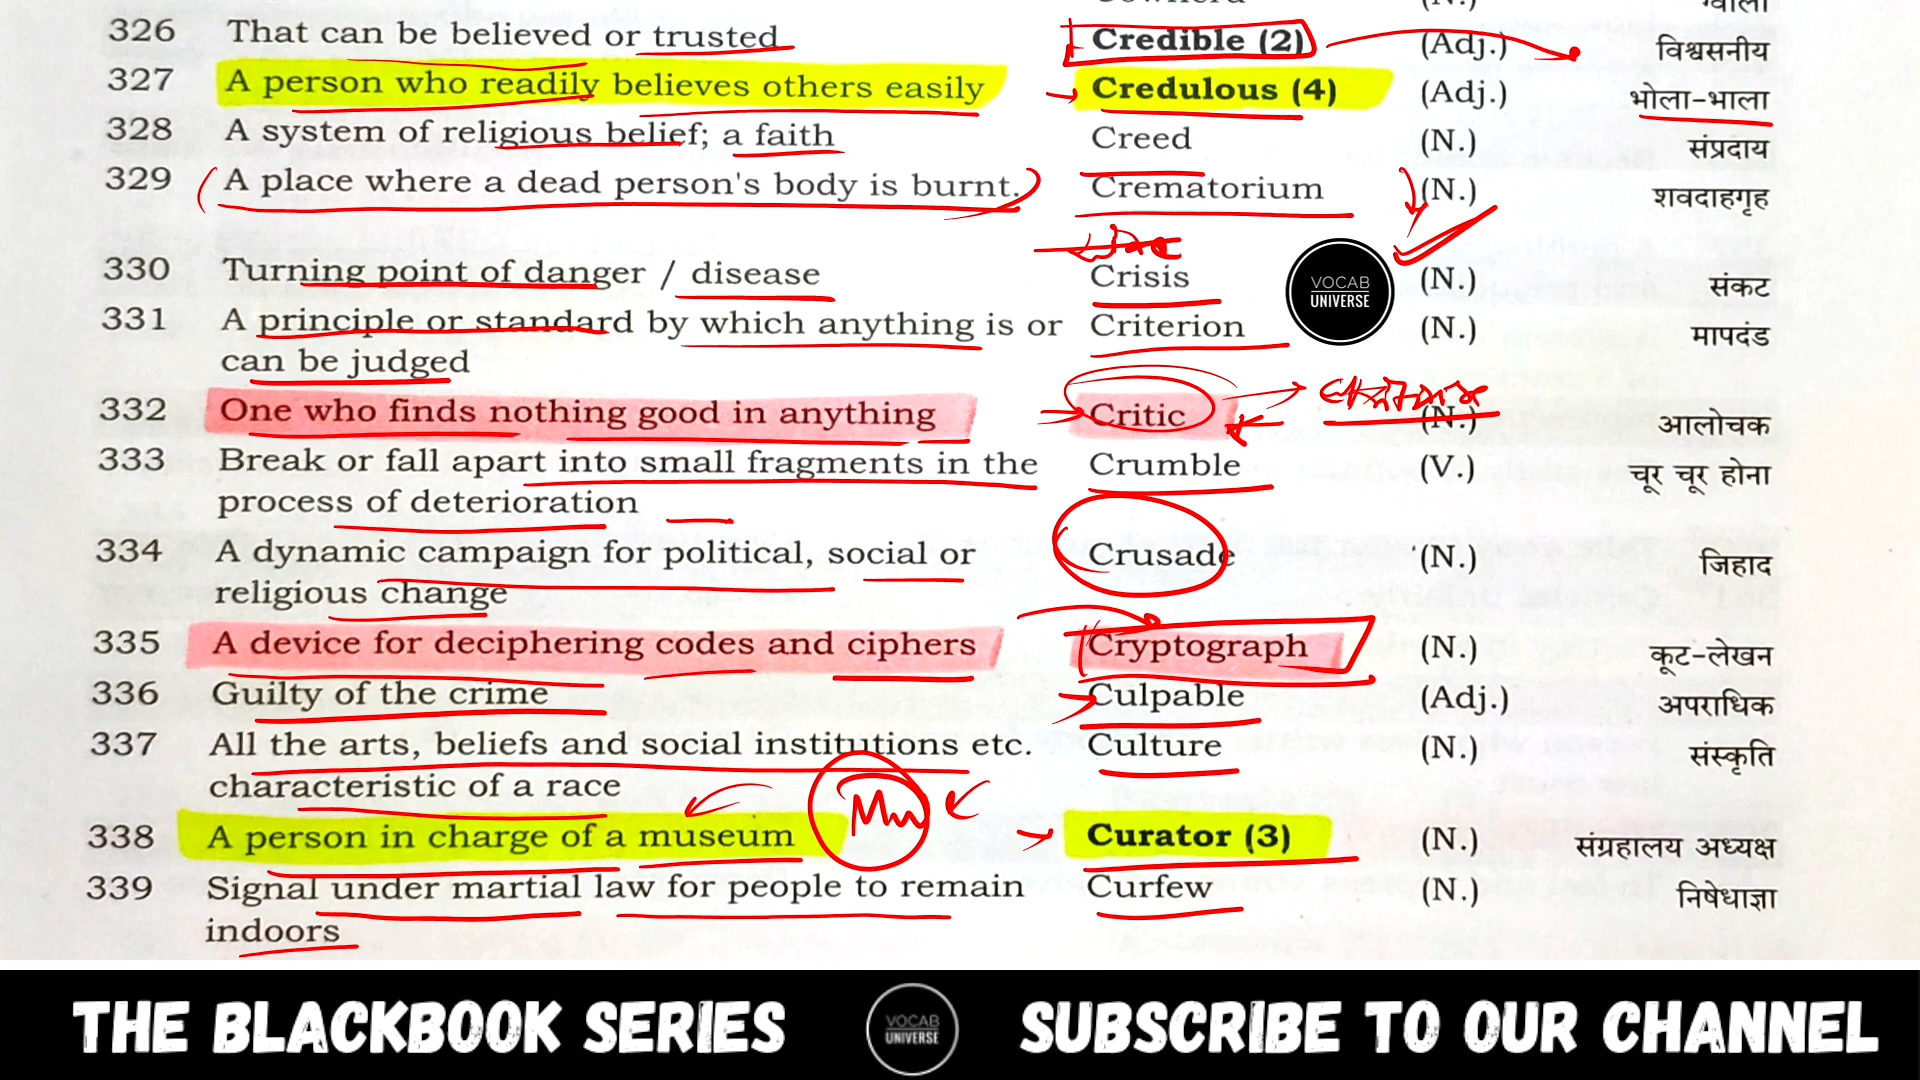 326 That can be believed or trusted Credible (2) (Adj.) विश्वसनीय
327 A person who readily believes others easily Credulous (4) (Adj.) भोला-भाला
328 A system of religious belief; a faith Creed (N.) संप्रदाय
329 A place where a dead person's body is burnt. Crematorium (N.) शवदाहगृह
330 Turning point of danger / disease Crisis (N.) संकट
VOCAB
UNIVERSE
331 A principle or standard by which anything is or Criterion (N.) मापदंड
can be judged
332 One who finds nothing good in anything Critic (N.) आलोचक
333 Break or fall apart into small fragments in the Crumble (V.) चूर चूर होना
process of deterioration
334 A dynamic campaign for political, social or Crusade (N.) जिहाद
religious change
335 A device for deciphering codes and ciphers Cryptograph (N.) कूट-लेखन
336 Guilty of the crime Culpable (Adj.) अपराधिक
337 All the arts, beliefs and social institutions etc. Culture (N.) संस्कृति
characteristic of a race
338 A person in charge of a museum Curator (3) (N.) संग्रहालय अध्यक्ष
339 Signal under martial law for people to remain Curfew (N.) निषेधाज्ञा
indoors
THE BLACKBOOK SERIES VOCAB UNIVERSE SUBSCRIBE TO OUR CHANNEL